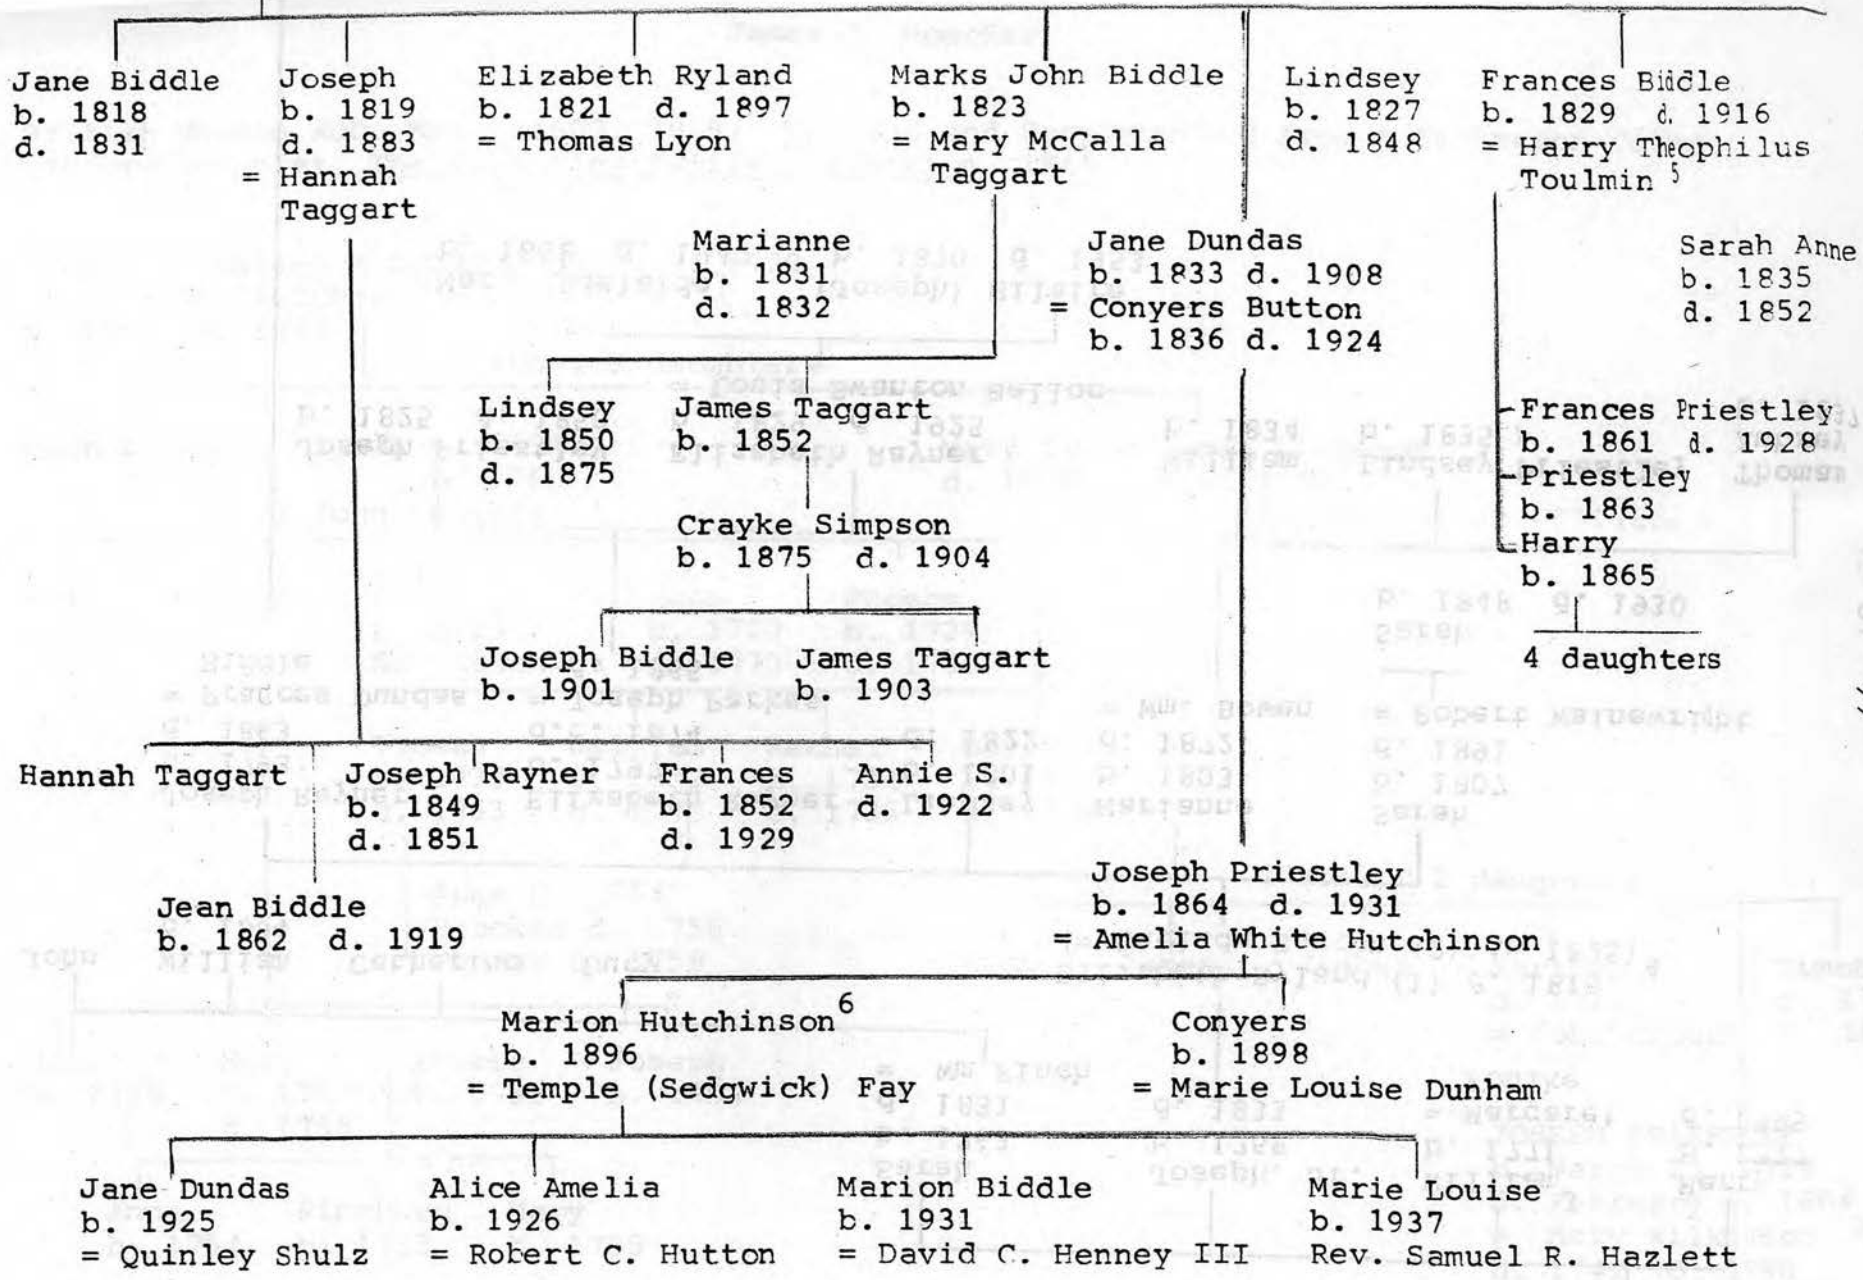 Jane Biddle
b. 1818
d. 1831
Joseph
b. 1819
d. 1883
= Hannah
Taggart
Elizabeth Ryland
b. 1821 d. 1897
= Thomas Lyon
Marks John Biddle
b. 1823
= Mary McCalla
Taggart
Lindsey
b. 1827
d. 1848
Frances Biddle
b. 1829 d. 1916
= Harry Theophilus
Toulmin 5
Marianne
b. 1831
d. 1832
Jane Dundas
b. 1833 d. 1908
= Conyers Button
b. 1836 d. 1924
Sarah Anne
b. 1835
d. 1852
Lindsey
b. 1850
d. 1875
James Taggart
b. 1852
Frances Priestley
b. 1861 d. 1928
Priestley
b. 1863
Harry
b. 1865
4 daughters
Crayke Simpson
b. 1875 d. 1904
Joseph Biddle
b. 1901
James Taggart
b. 1903
Hannah Taggart
Joseph Rayner
b. 1849
d. 1851
Frances
b. 1852
d. 1929
Annie S.
d. 1922
Jean Biddle
b. 1862 d. 1919
Joseph Priestley
b. 1864 d. 1931
= Amelia White Hutchinson
Marion Hutchinson 6
b. 1896
= Temple (Sedgwick) Fay
Conyers
b. 1898
= Marie Louise Dunham
Jane Dundas
b. 1925
= Quinley Shulz
Alice Amelia
b. 1926
= Robert C. Hutton
Marion Biddle
b. 1931
= David C. Henney III
Marie Louise
b. 1937
Rev. Samuel R. Hazlett